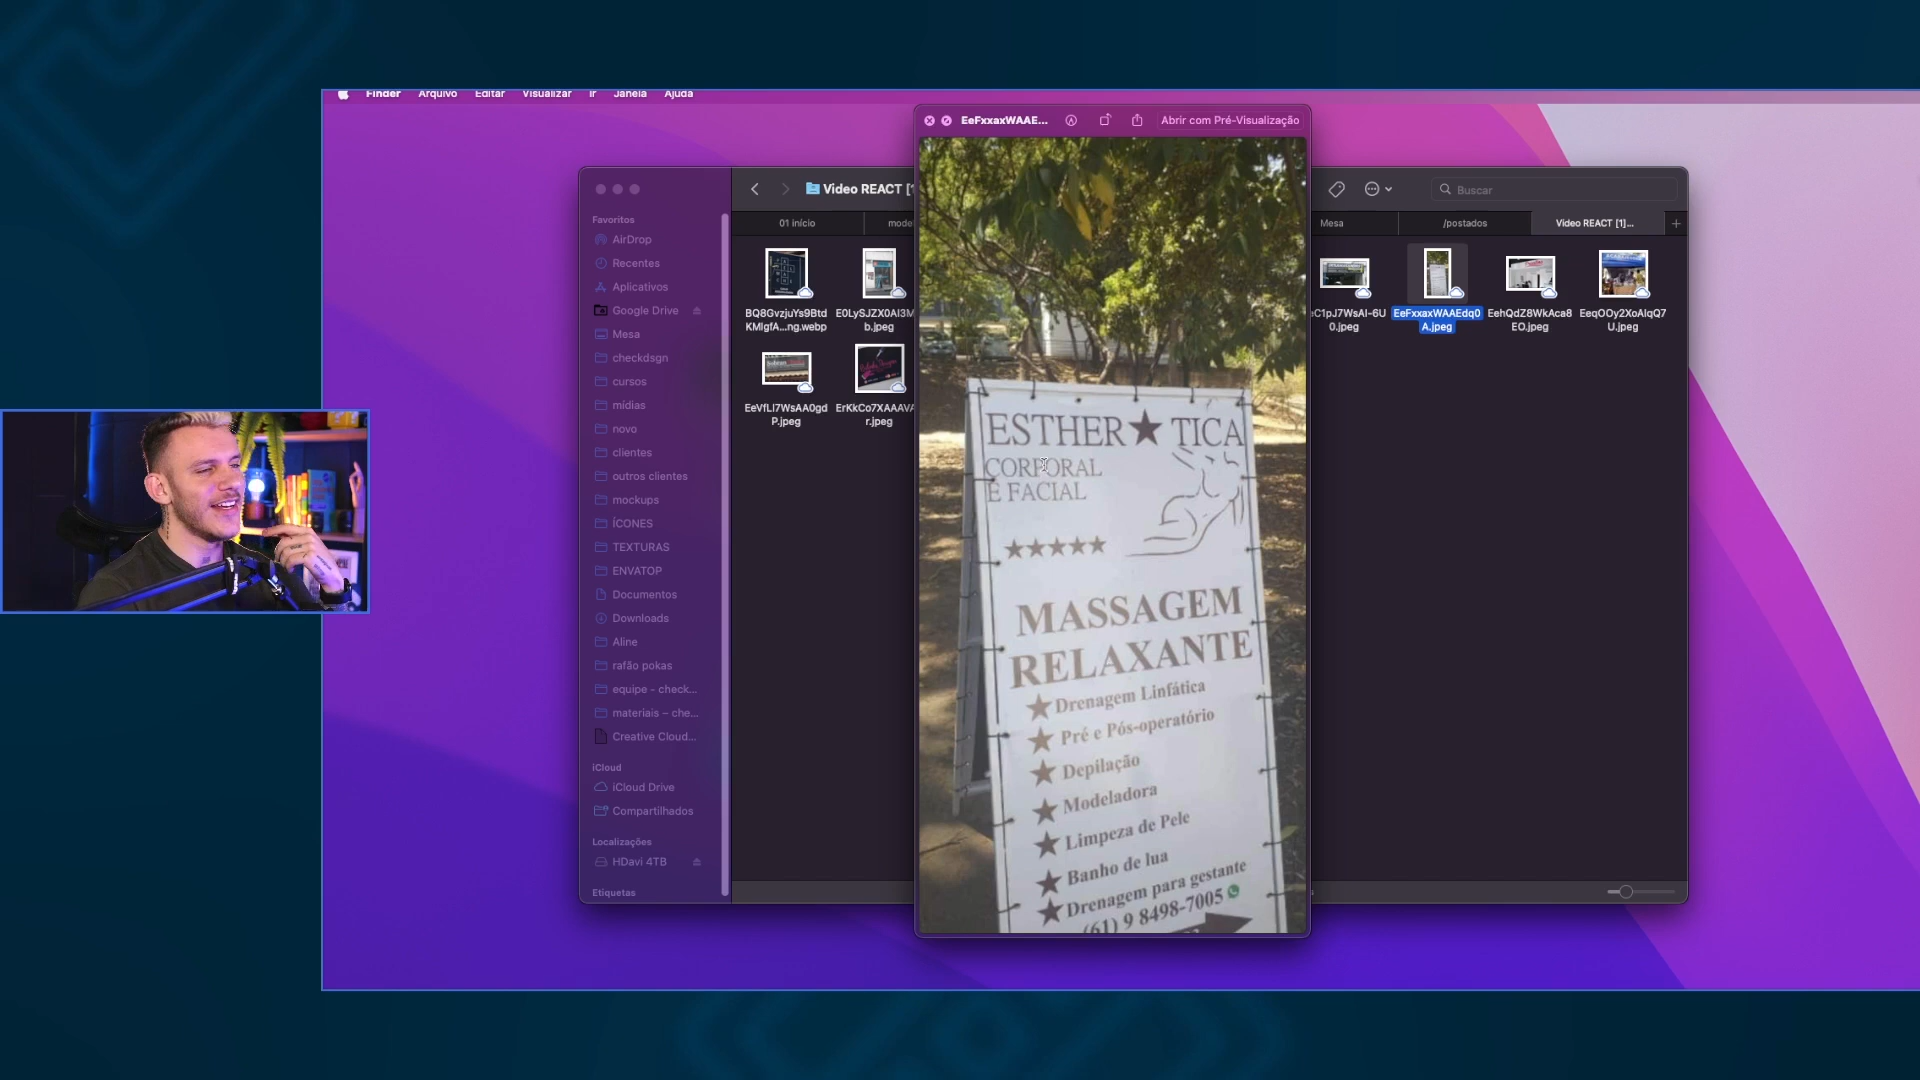 Finder Arquivo Editar Visualizar Ir Janela Ajuda
EeFxxaxWAAE... Abrir com Pré-Visualização
Video REACT [1
Buscar
01 início
mode
Mesa
/postados
Video REACT [1]...
Favoritos
AirDrop
Recentes
Aplicativos
Google Drive
Mesa
checkdsgn
cursos
mídias
novo
clientes
outros clientes
mockups
ÍCONES
TEXTURAS
ENVATOP
Documentos
Downloads
Aline
rafão pokas
equipe - check...
materiais – che...
Creative Cloud...
iCloud
iCloud Drive
Compartilhados
Localizações
HDavi 4TB
Etiquetas
BQ8GvzjuYs9Btd
KMIgfA...ng.webp
E0LySJZX0AI3M
b.jpeg
EeVfLI7WsAA0gd
P.jpeg
ErKkCo7XAAAVA
r.jpeg
C1pJ7WsAI-6U
0.jpeg
EeFxxaxWAAEdq0
A.jpeg
EehQdZ8WkAca8
EO.jpeg
EeqOOy2XoAIqQ7
U.jpeg
ESTHER★TICA
CORPORAL
E FACIAL
★★★★★
MASSAGEM
RELAXANTE
★ Drenagem Linfática
★ Pré e Pós-operatório
★ Depilação
★ Modeladora
★ Limpeza de Pele
★ Banho de lua
★ Drenagem para gestante
(61) 9 8498-7005